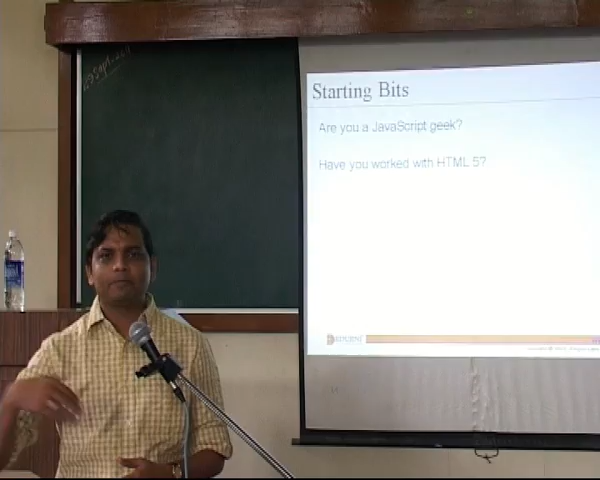 Starting Bits
Are you a JavaScript geek?
Have you worked with HTML 5?